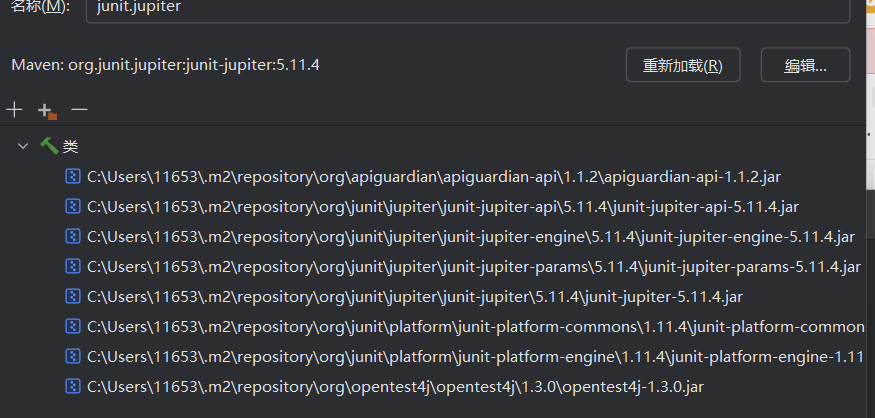 名称(M):
junit.jupiter
Maven: org.junit.jupiter:junit-jupiter:5.11.4
重新加载(R)
编辑...
类
C:\Users\11653\.m2\repository\org\apiguardian\apiguardian-api\1.1.2\apiguardian-api-1.1.2.jar
C:\Users\11653\.m2\repository\org\junit\jupiter\junit-jupiter-api\5.11.4\junit-jupiter-api-5.11.4.jar
C:\Users\11653\.m2\repository\org\junit\jupiter\junit-jupiter-engine\5.11.4\junit-jupiter-engine-5.11.4.jar
C:\Users\11653\.m2\repository\org\junit\jupiter\junit-jupiter-params\5.11.4\junit-jupiter-params-5.11.4.jar
C:\Users\11653\.m2\repository\org\junit\jupiter\junit-jupiter\5.11.4\junit-jupiter-5.11.4.jar
C:\Users\11653\.m2\repository\org\junit\platform\junit-platform-commons\1.11.4\junit-platform-common
C:\Users\11653\.m2\repository\org\junit\platform\junit-platform-engine\1.11.4\junit-platform-engine-1.11
C:\Users\11653\.m2\repository\org\opentest4j\opentest4j\1.3.0\opentest4j-1.3.0.jar